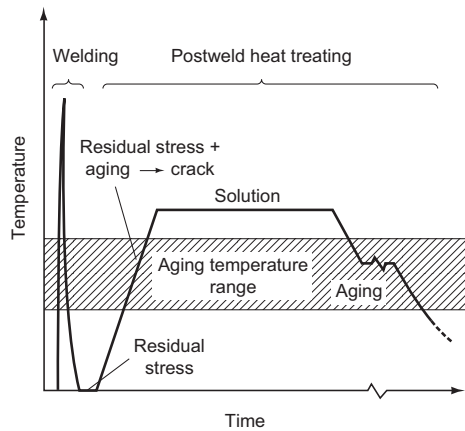 Welding
Postweld heat treating
Residual stress +
aging → crack
Solution
Aging temperature
range
Aging
Residual
stress
Temperature
Time